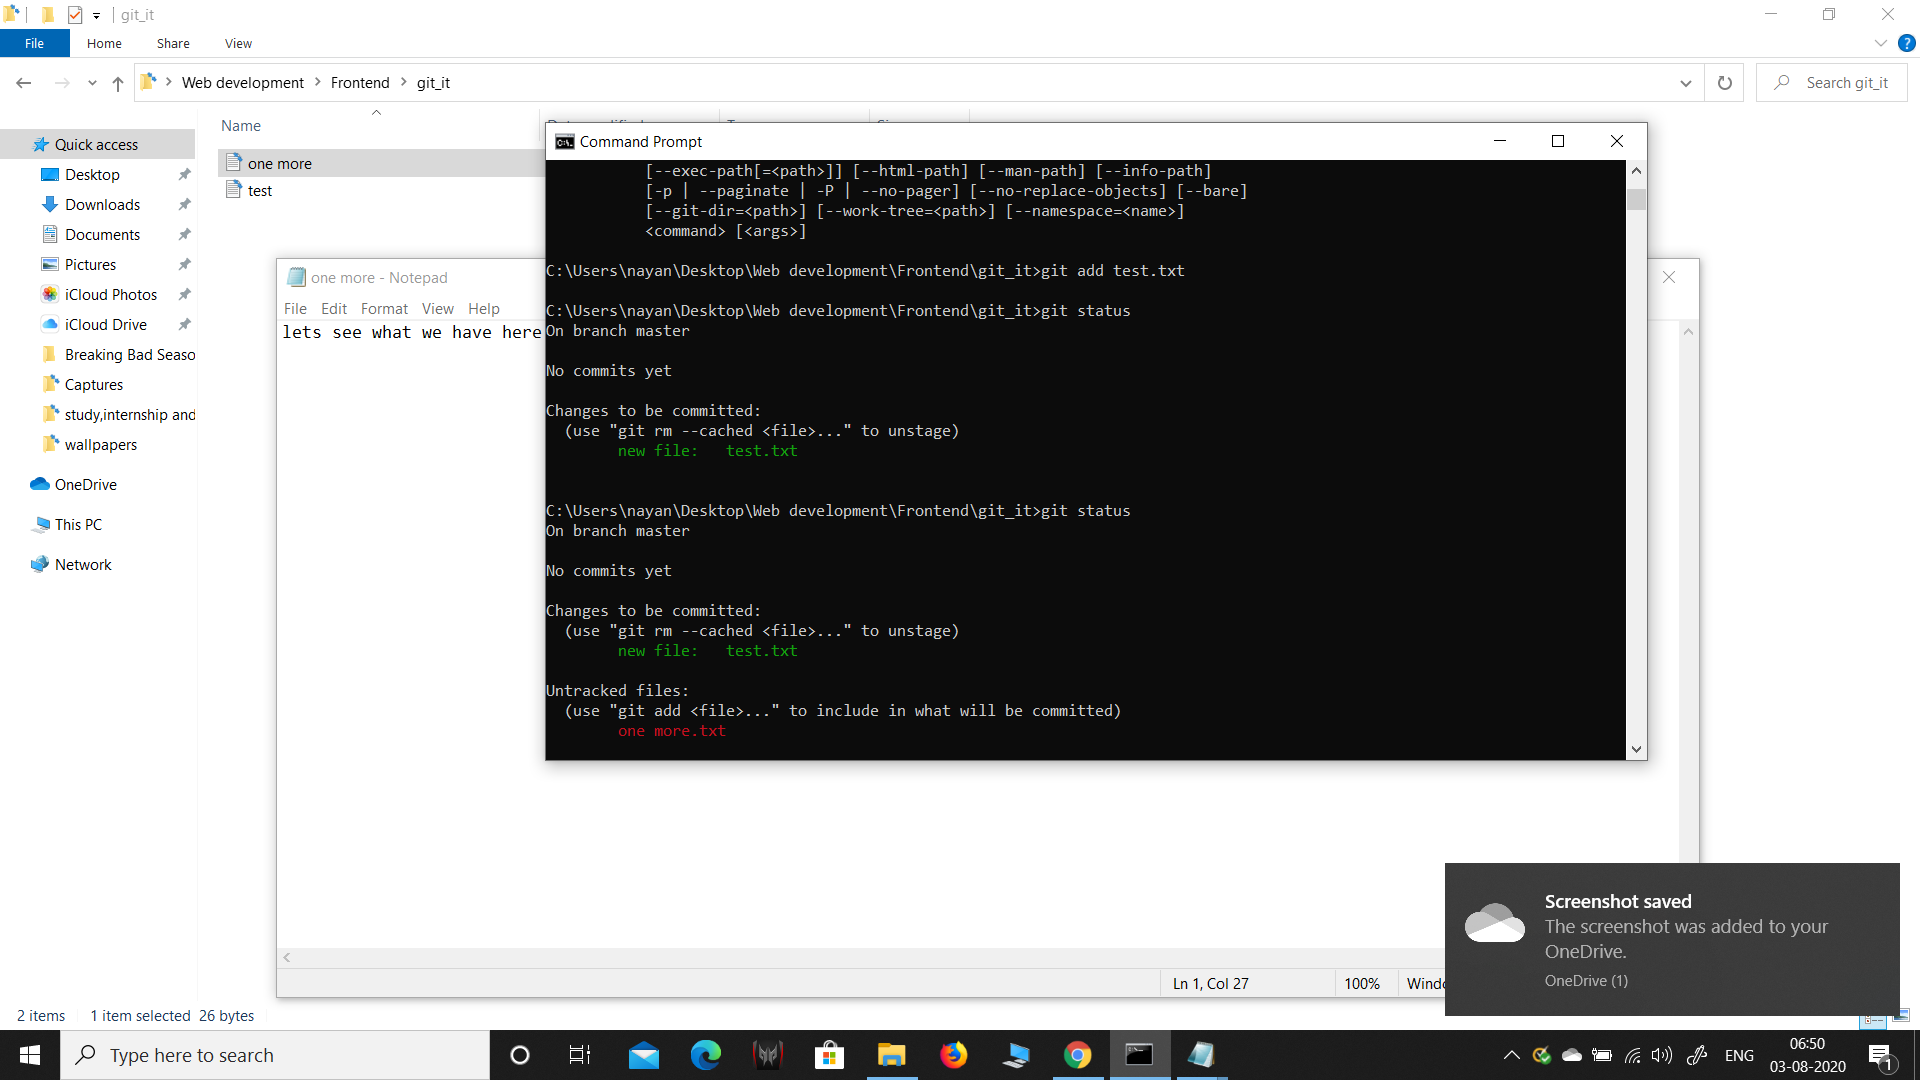 git_it
File Home Share View
Web development Frontend git_it
Search git_it
Name
Quick access
Desktop
Downloads
Documents
Pictures
iCloud Photos
iCloud Drive
Breaking Bad Seaso
Captures
study,internship and
wallpapers
OneDrive
This PC
Network
one more
test
one more - Notepad
File Edit Format View Help
lets see what we have here
Command Prompt
[--exec-path[=<path>]] [--html-path] [--man-path] [--info-path]
[-p | --paginate | -P | --no-pager] [--no-replace-objects] [--bare]
[--git-dir=<path>] [--work-tree=<path>] [--namespace=<name>]
<command> [<args>]
C:\Users\nayan\Desktop\Web development\Frontend\git_it>git add test.txt
C:\Users\nayan\Desktop\Web development\Frontend\git_it>git status
On branch master
No commits yet
Changes to be committed:
(use "git rm --cached <file>..." to unstage)
new file:   test.txt
C:\Users\nayan\Desktop\Web development\Frontend\git_it>git status
On branch master
No commits yet
Changes to be committed:
(use "git rm --cached <file>..." to unstage)
new file:   test.txt
Untracked files:
(use "git add <file>..." to include in what will be committed)
one more.txt
Ln 1, Col 27
100%
Screenshot saved
The screenshot was added to your
OneDrive.
OneDrive (1)
2 items 1 item selected 26 bytes
Type here to search
ENG
06:50
03-08-2020
1